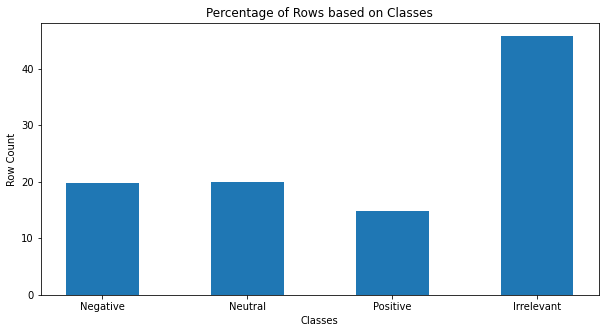 Percentage of Rows based on Classes
40
30
20
10
0
Row Count
Negative
Neutral
Positive
Irrelevant
Classes